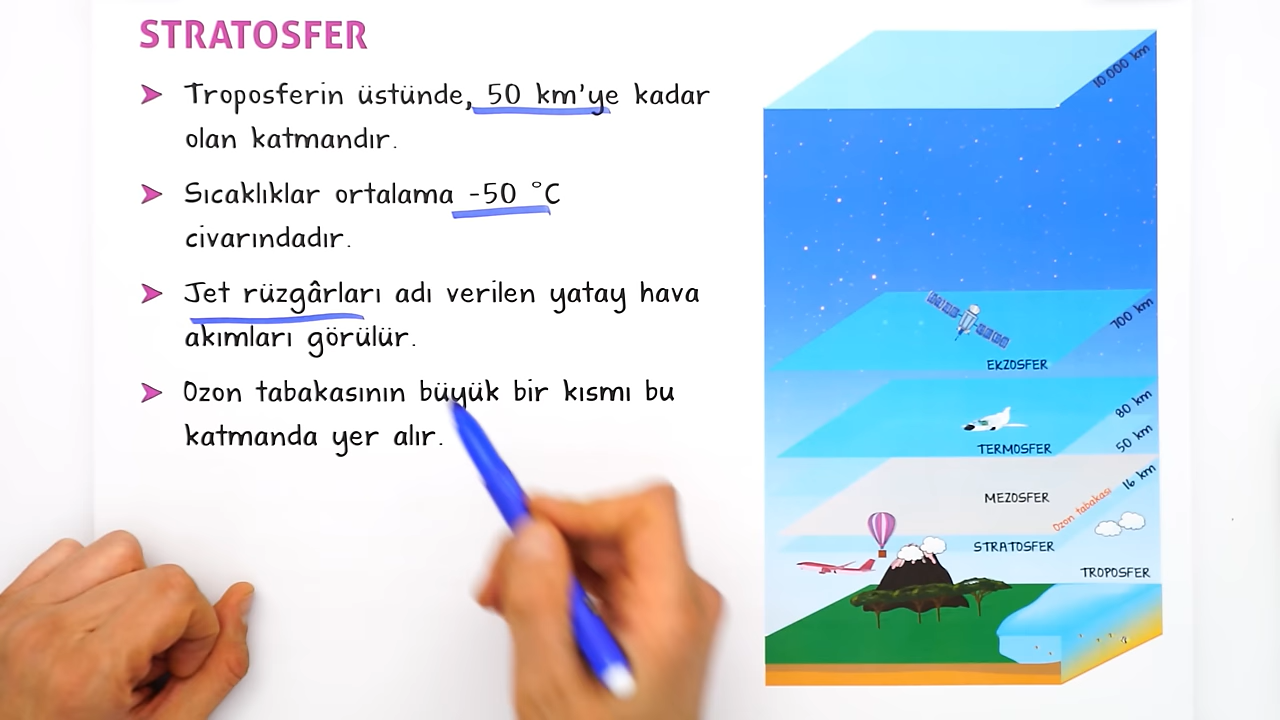 STRATOSFER
Troposferin üstünde, 50 km'ye kadar
olan katmandır.
Sıcaklıklar ortalama -50 °C
civarındadır.
Jet rüzgârları adı verilen yatay hava
akımları görülür.
Ozon tabakasının büyük bir kısmı bu
katmanda yer alır.
10.000 km
700 km
EKZOSFER
80 km
TERMOSFER
50 km
16 km
MEZOSFER
Ozon tabakası
STRATOSFER
TROPOSFER